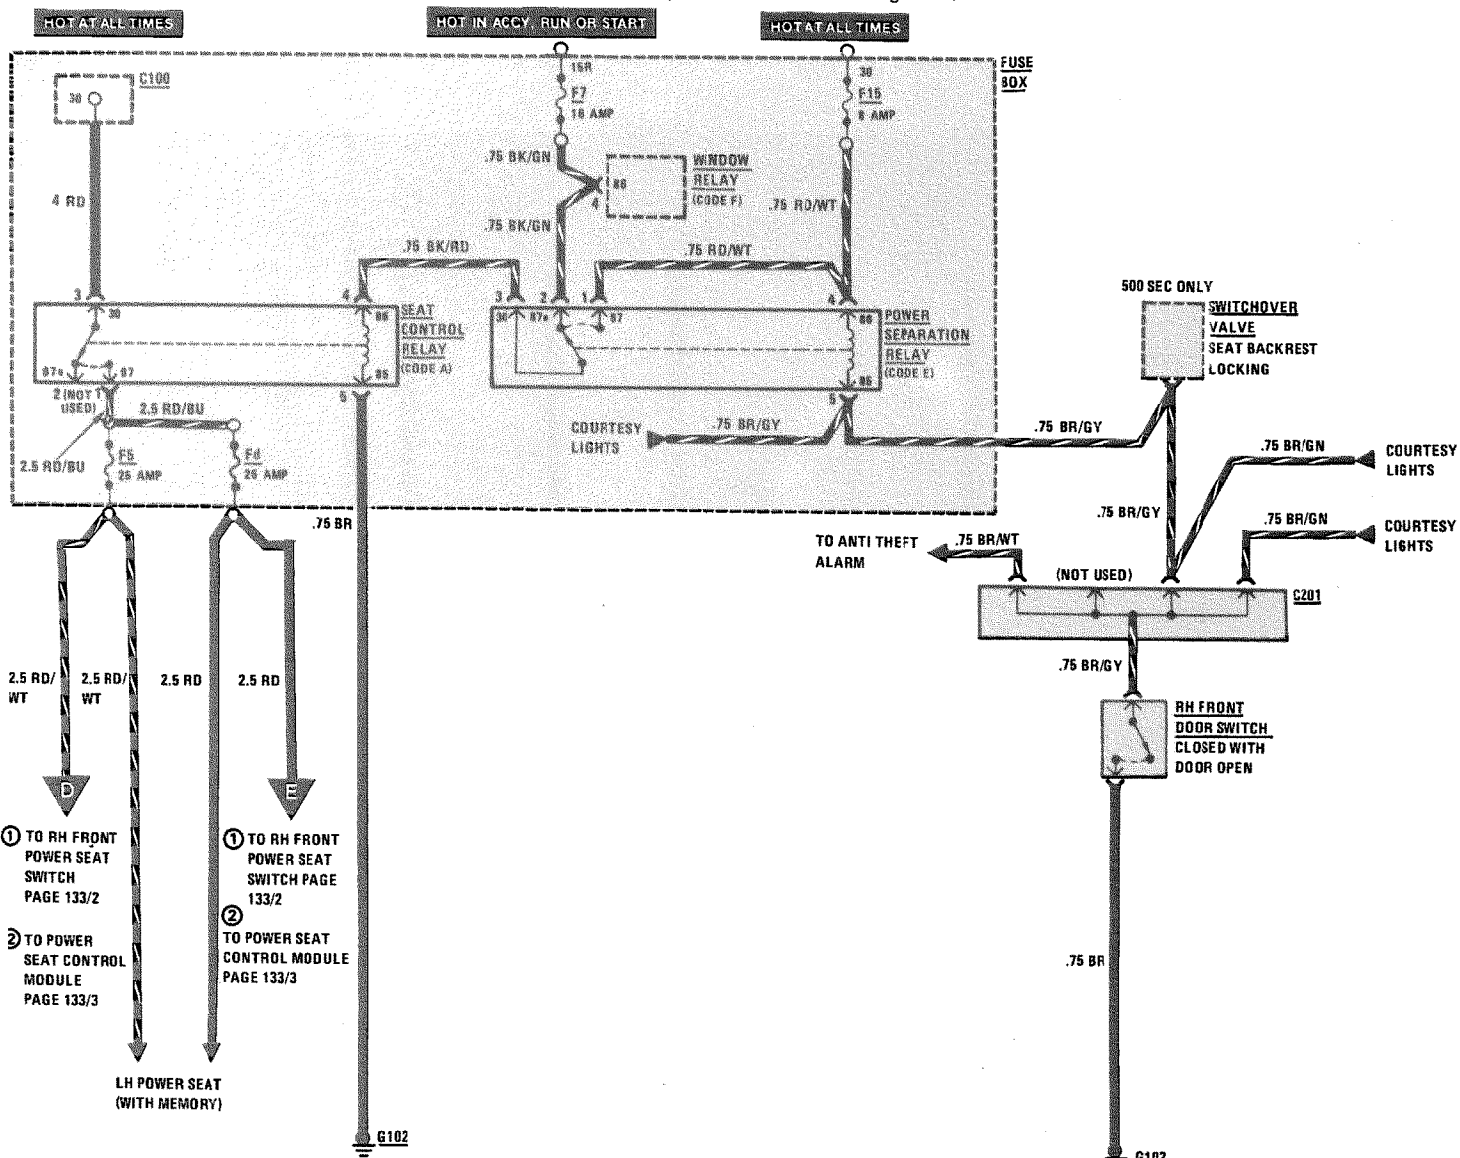 HOT AT ALL TIMES
HOT IN ACCY, RUN OR START
HOT AT ALL TIMES
FUSE
BOX
C100
30
15R
F7
16 AMP
30
F15
8 AMP
.75 BK/GN
WINDOW
RELAY
(CODE F)
86
4
4 RD
.75 RD/WT
.75 BK/GN
.75 BK/RD
.75 RD/WT
3
4
3
2
1
4
30
86
SEAT
CONTROL
RELAY
(CODE A)
85
87a
87
30
87a
87
86
85
POWER
SEPARATION
RELAY
(CODE E)
500 SEC ONLY
SWITCHOVER
VALVE
SEAT BACKREST
LOCKING
2 (NOT
USED)
1
5
5
2.5 RD/BU
2.5 RD/BU
F5
25 AMP
25 AMP
COURTESY
LIGHTS
.75 BR/GY
.75 BR/GY
.75 BR/GN
COURTESY
LIGHTS
.75 BR/GY
.75 BR/GN
COURTESY
LIGHTS
.75 BR
TO ANTI THEFT
ALARM
.75 BR/WT
(NOT USED)
C201
.75 BR/GY
RH FRONT
DOOR SWITCH
CLOSED WITH
DOOR OPEN
2.5 RD/
WT
2.5 RD/
WT
2.5 RD
2.5 RD
D
E
1 TO RH FRONT
POWER SEAT
SWITCH
PAGE 133/2
2 TO POWER
SEAT CONTROL
MODULE
PAGE 133/3
1 TO RH FRONT
POWER SEAT
SWITCH PAGE
133/2
2
TO POWER SEAT
CONTROL MODULE
PAGE 133/3
.75 BR
LH POWER SEAT
(WITH MEMORY)
G102
G102